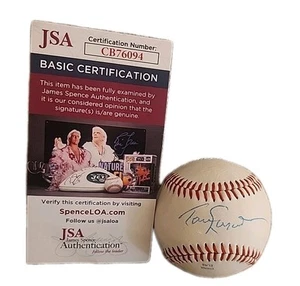 JSA
Certification Number:
CB76094
BASIC CERTIFICATION
This item has been fully examined by
James Spence Authentication, and
it is our considered opinion that the
signature(s) is/are genuine.
Verify this certification by visiting
SpenceLOA.com
Follow us @jsaloa
JSA
James Spence
Authentication